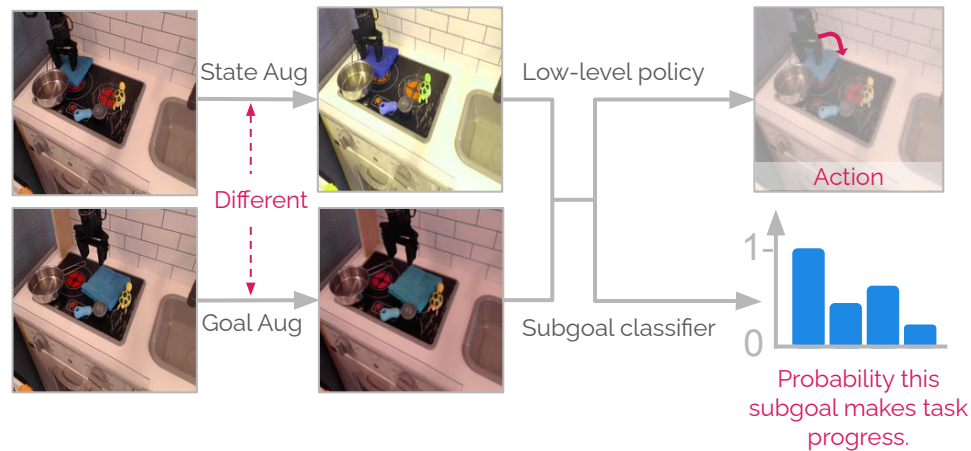 State Aug
Low-level policy
Different
Action
Goal Aug
Subgoal classifier
1
0
Probability this
subgoal makes task
progress.